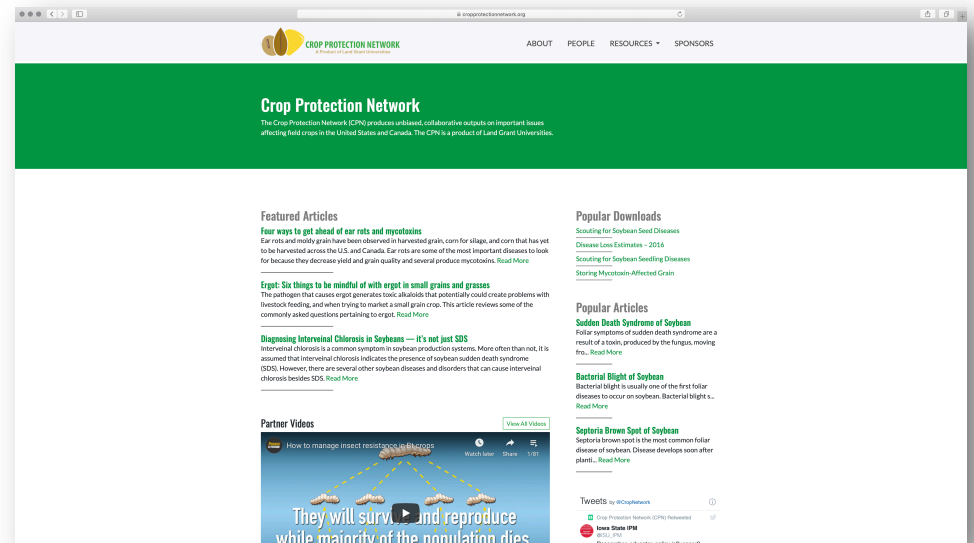 cropprotectionnetwork.org
CROP PROTECTION NETWORK
A Product of Land Grant Universities
ABOUT PEOPLE RESOURCES SPONSORS
Crop Protection Network
The Crop Protection Network (CPN) produces unbiased, collaborative outputs on important issues
affecting field crops in the United States and Canada. The CPN is a product of Land Grant Universities.
Featured Articles
Four ways to get ahead of ear rots and mycotoxins
Ear rots and moldy grain have been observed in harvested grain, corn for silage, and corn that has yet
to be harvested across the U.S. and Canada. Ear rots are some of the most important diseases to look
for because they decrease yield and grain quality and several produce mycotoxins. Read More
Ergot: Six things to be mindful of with ergot in small grains and grasses
The pathogen that causes ergot generates toxic alkaloids that potentially could create problems with
livestock feeding, and when trying to market a small grain crop. This article reviews some of the
commonly asked questions pertaining to ergot. Read More
Diagnosing Interveinal Chlorosis in Soybeans — it's not just SDS
Interveinal chlorosis is a common symptom in soybean production systems. More often than not, it is
assumed that interveinal chlorosis indicates the presence of soybean sudden death syndrome
(SDS). However, there are several other soybean diseases and disorders that can cause interveinal
chlorosis besides SDS. Read More
Partner Videos
View All Videos
How to manage insect resistance in Bt crops
Watch later Share 1/81
They will survive and reproduce
while majority of the population dies
Popular Downloads
Scouting for Soybean Seed Diseases
Disease Loss Estimates – 2016
Scouting for Soybean Seedling Diseases
Storing Mycotoxin-Affected Grain
Popular Articles
Sudden Death Syndrome of Soybean
Foliar symptoms of sudden death syndrome are a
result of a toxin, produced by the fungus, moving
fro... Read More
Bacterial Blight of Soybean
Bacterial blight is usually one of the first foliar
diseases to occur on soybean. Bacterial blight s...
Read More
Septoria Brown Spot of Soybean
Septoria brown spot is the most common foliar
disease of soybean. Disease develops soon after
planti... Read More
Tweets by @CropNetwork
Crop Protection Network (CPN) Retweeted
Iowa State IPM
@ISU_IPM